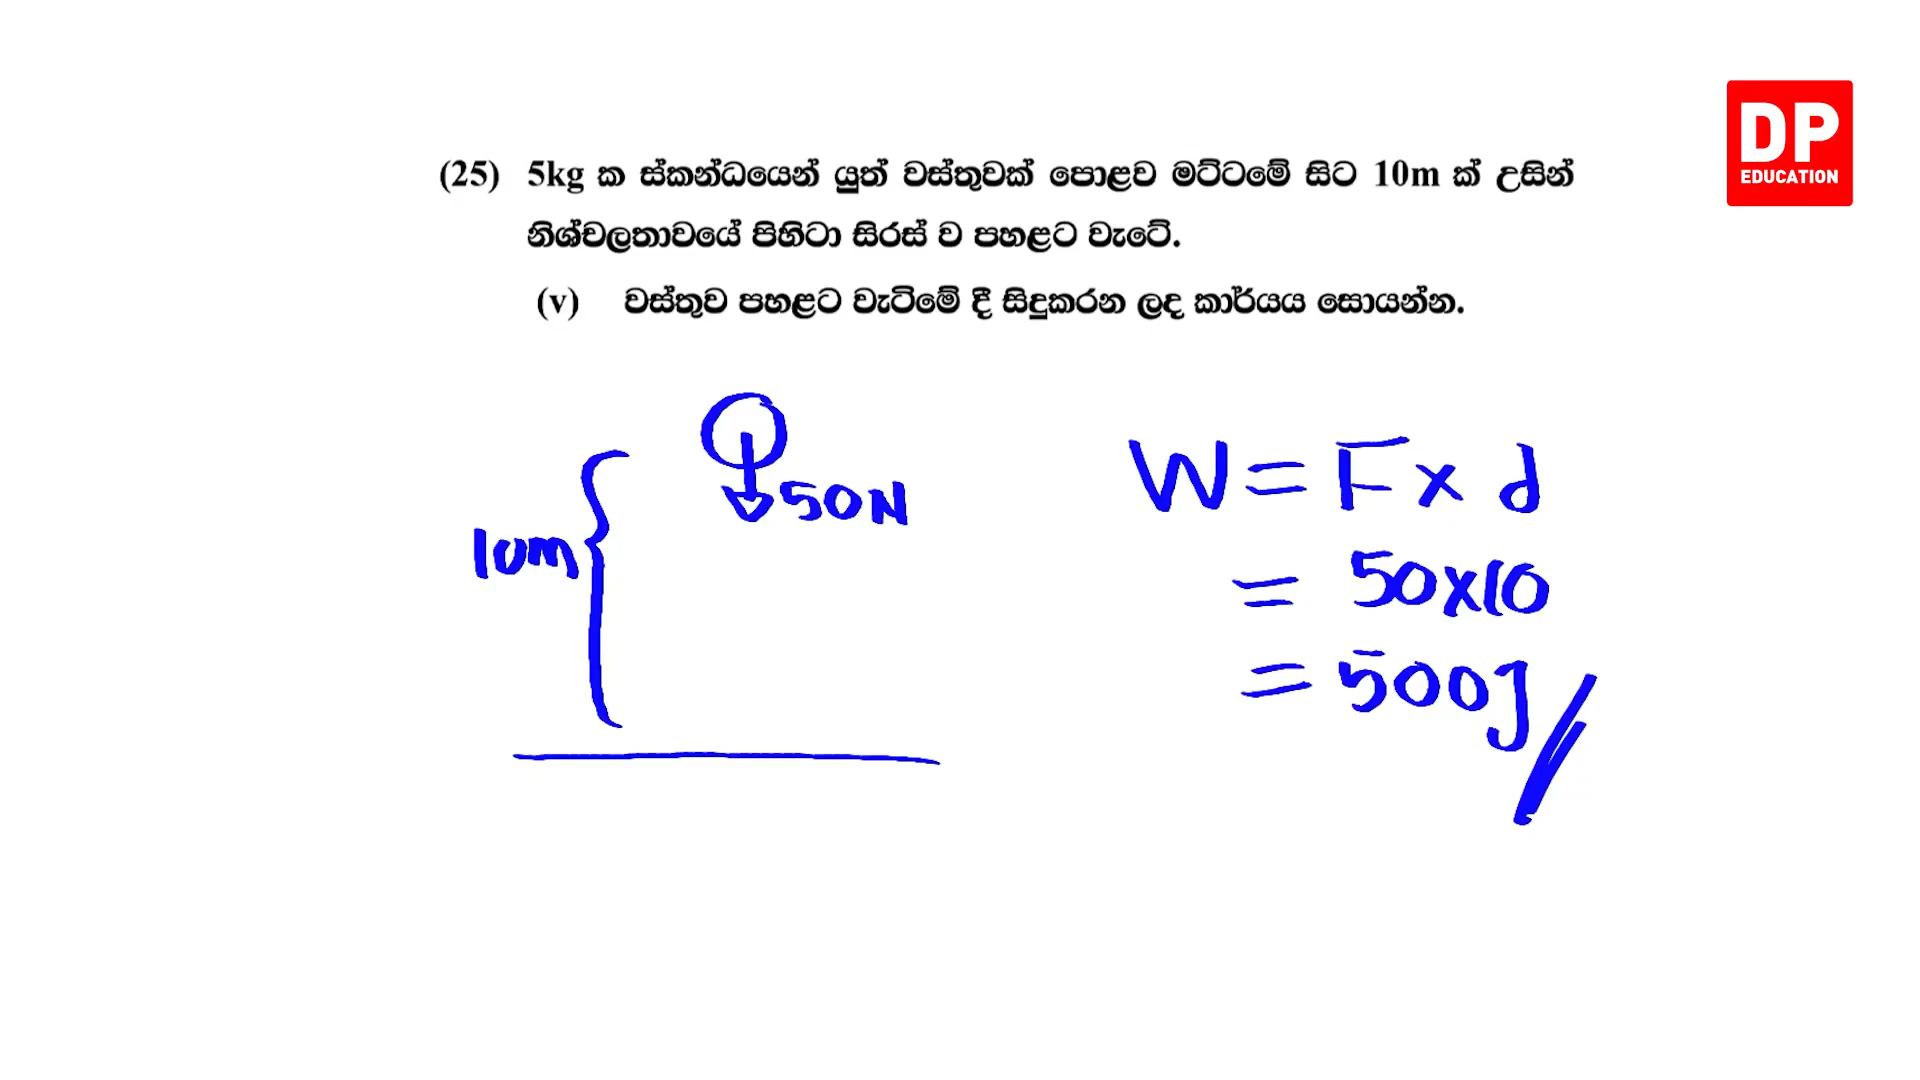 DP
EDUCATION
(25) 5kg ක ස්කන්ධයෙන් යුත් වස්තුවක් පොළව මට්ටමේ සිට 10m ක් උසින්
නිශ්චලතාවයේ පිහිටා සිරස් ව පහළට වැටේ.
(v) වස්තුව පහළට වැටීමේ දී සිදුකරන ලද කාර්යය සොයන්න.
50N
10m
W = F x d
= 50x10
= 500J